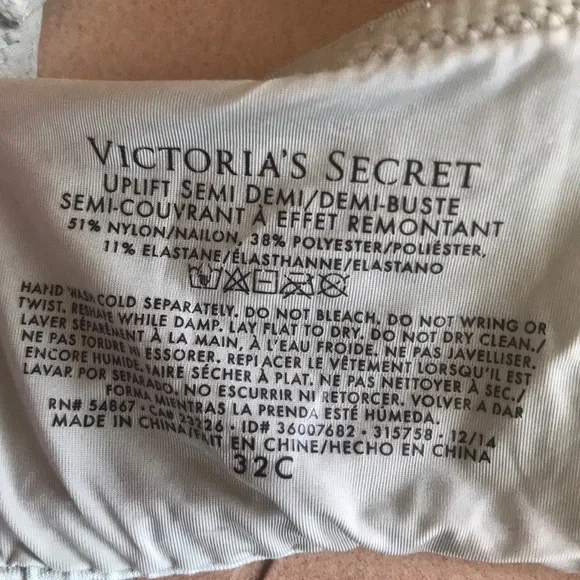 VICTORIA'S SECRET
UPLIFT SEMI DEMI/DEMI-BUSTE
SEMI-COUVRANT À EFFET REMONTANT
51% NYLON/NAILON, 38% POLYESTER/POLIÉSTER,
11% ELASTANE/ÉLASTHANNE/ELASTANO
HAND WASH COLD SEPARATELY. DO NOT BLEACH. DO NOT WRING OR
TWIST. RESHAPE WHILE DAMP. LAY FLAT TO DRY. DO NOT DRY CLEAN./
LAVER SÉPARÉMENT À LA MAIN, À L'EAU FROIDE. NE PAS JAVELLISER.
NE PAS TORDRE NI ESSORER. REPLACER LE VÊTEMENT LORSQU'IL EST
ENCORE HUMIDE. FAIRE SÉCHER À PLAT. NE PAS NETTOYER À SEC./
LAVAR POR SEPARADO. NO ESCURRIR NI RETORCER. VOLVER A DAR
FORMA MIENTRAS LA PRENDA ESTÉ HÚMEDA.
RN# 54867 · CA# 23226 · ID# 36007682 · 315758 · 12/14
MADE IN CHINA/FAIT EN CHINE/HECHO EN CHINA
32C